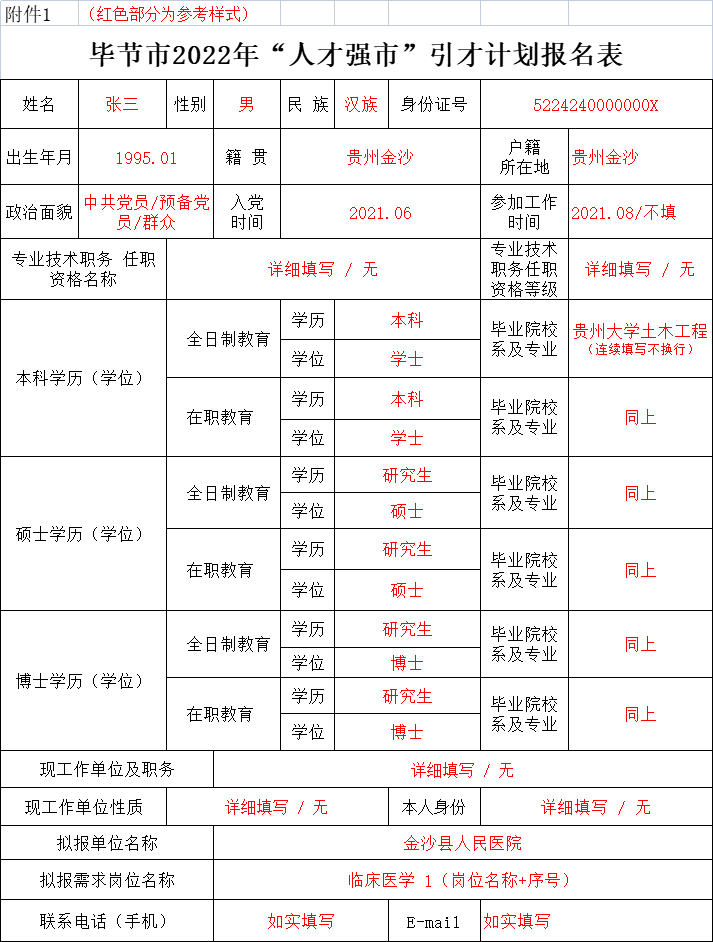 附件1 （红色部分为参考样式）
毕节市2022年“人才强市”引才计划报名表
姓名 张三 性别 男 民 族 汉族 身份证号 5224240000000X
出生年月 1995.01 籍 贯 贵州金沙 户籍
所在地 贵州金沙
政治面貌 中共党员/预备党
员/群众 入党
时间 2021.06 参加工作
时间 2021.08/不填
专业技术职务 任职
资格名称 详细填写 / 无 专业技术
职务任职
资格等级 详细填写 / 无
本科学历（学位） 全日制教育 学历 本科 毕业院校
系及专业 贵州大学土木工程
（连续填写不换行）
学位 学士
在职教育 学历 本科 毕业院校
系及专业 同上
学位 学士
硕士学历（学位） 全日制教育 学历 研究生 毕业院校
系及专业 同上
学位 硕士
在职教育 学历 研究生 毕业院校
系及专业 同上
学位 硕士
博士学历（学位） 全日制教育 学历 研究生 毕业院校
系及专业 同上
学位 博士
在职教育 学历 研究生 毕业院校
系及专业 同上
学位 博士
现工作单位及职务 详细填写 / 无
现工作单位性质 详细填写 / 无 本人身份 详细填写 / 无
拟报单位名称 金沙县人民医院
拟报需求岗位名称 临床医学 1（岗位名称+序号）
联系电话（手机） 如实填写 E-mail 如实填写